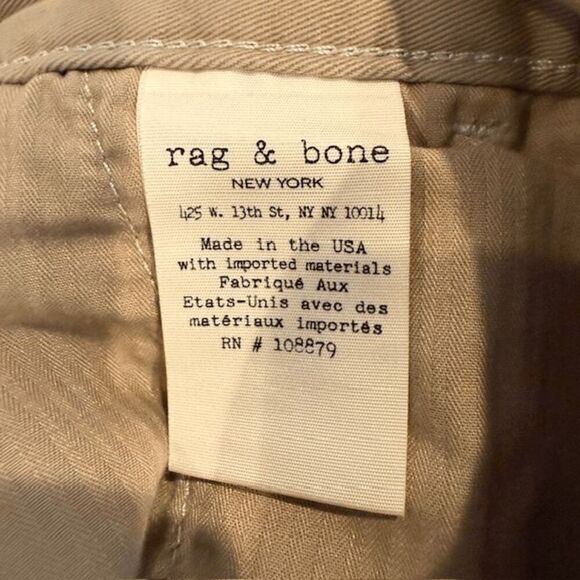 rag & bone
NEW YORK
425 W. 13th St, NY NY 10014
Made in the USA
with imported materials
Fabriqué Aux
Etats-Unis avec des
matériaux importés
RN # 108879